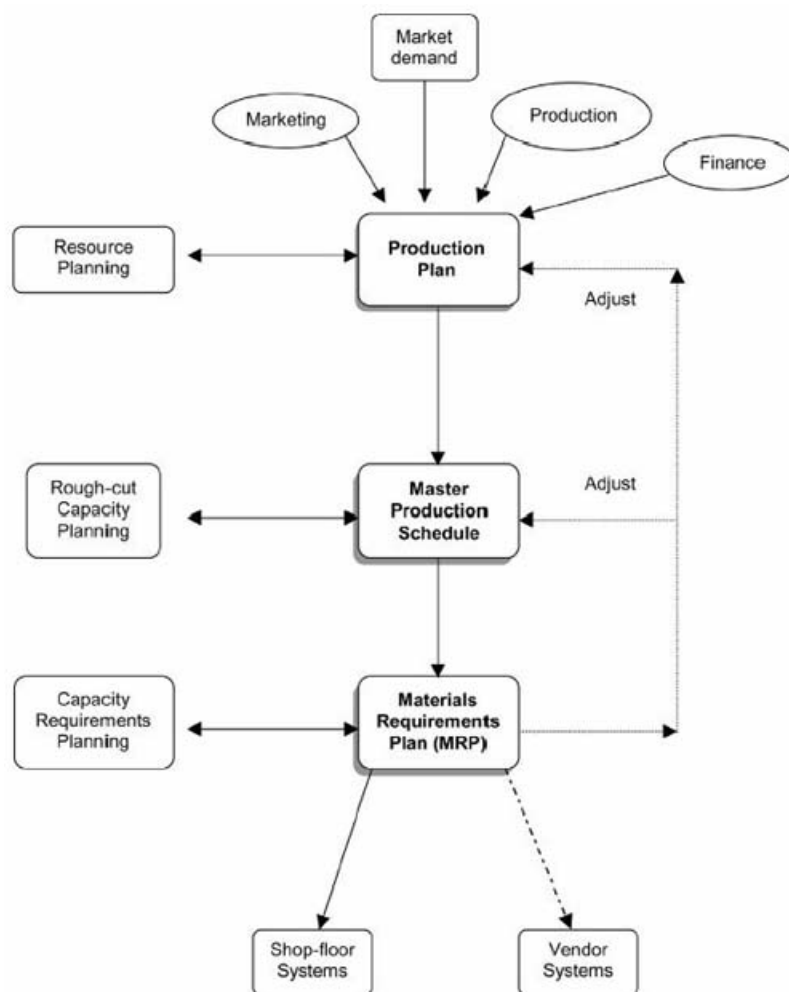 Market
demand
Marketing
Production
Finance
Resource
Planning
Production
Plan
Adjust
Rough-cut
Capacity
Planning
Master
Production
Schedule
Adjust
Capacity
Requirements
Planning
Materials
Requirements
Plan (MRP)
Shop-floor
Systems
Vendor
Systems